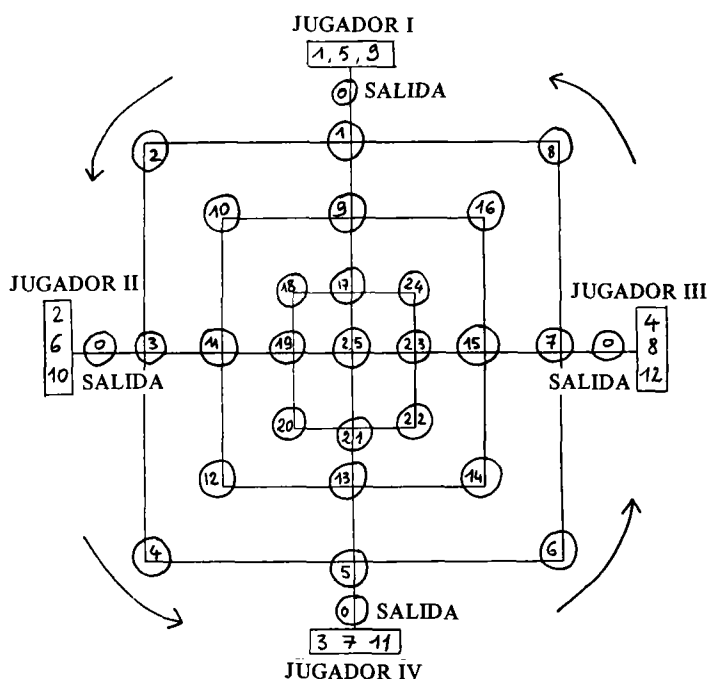 JUGADOR I
1, 5, 9
0 SALIDA
2 1 8
10 9 16
18 17 24
JUGADOR II
2
6
10
0 3 11 19 25 23 15 7 0
SALIDA
JUGADOR III
4
8
12
SALIDA
20 21 22
12 13 14
4 5 6
0 SALIDA
3 7 11
JUGADOR IV